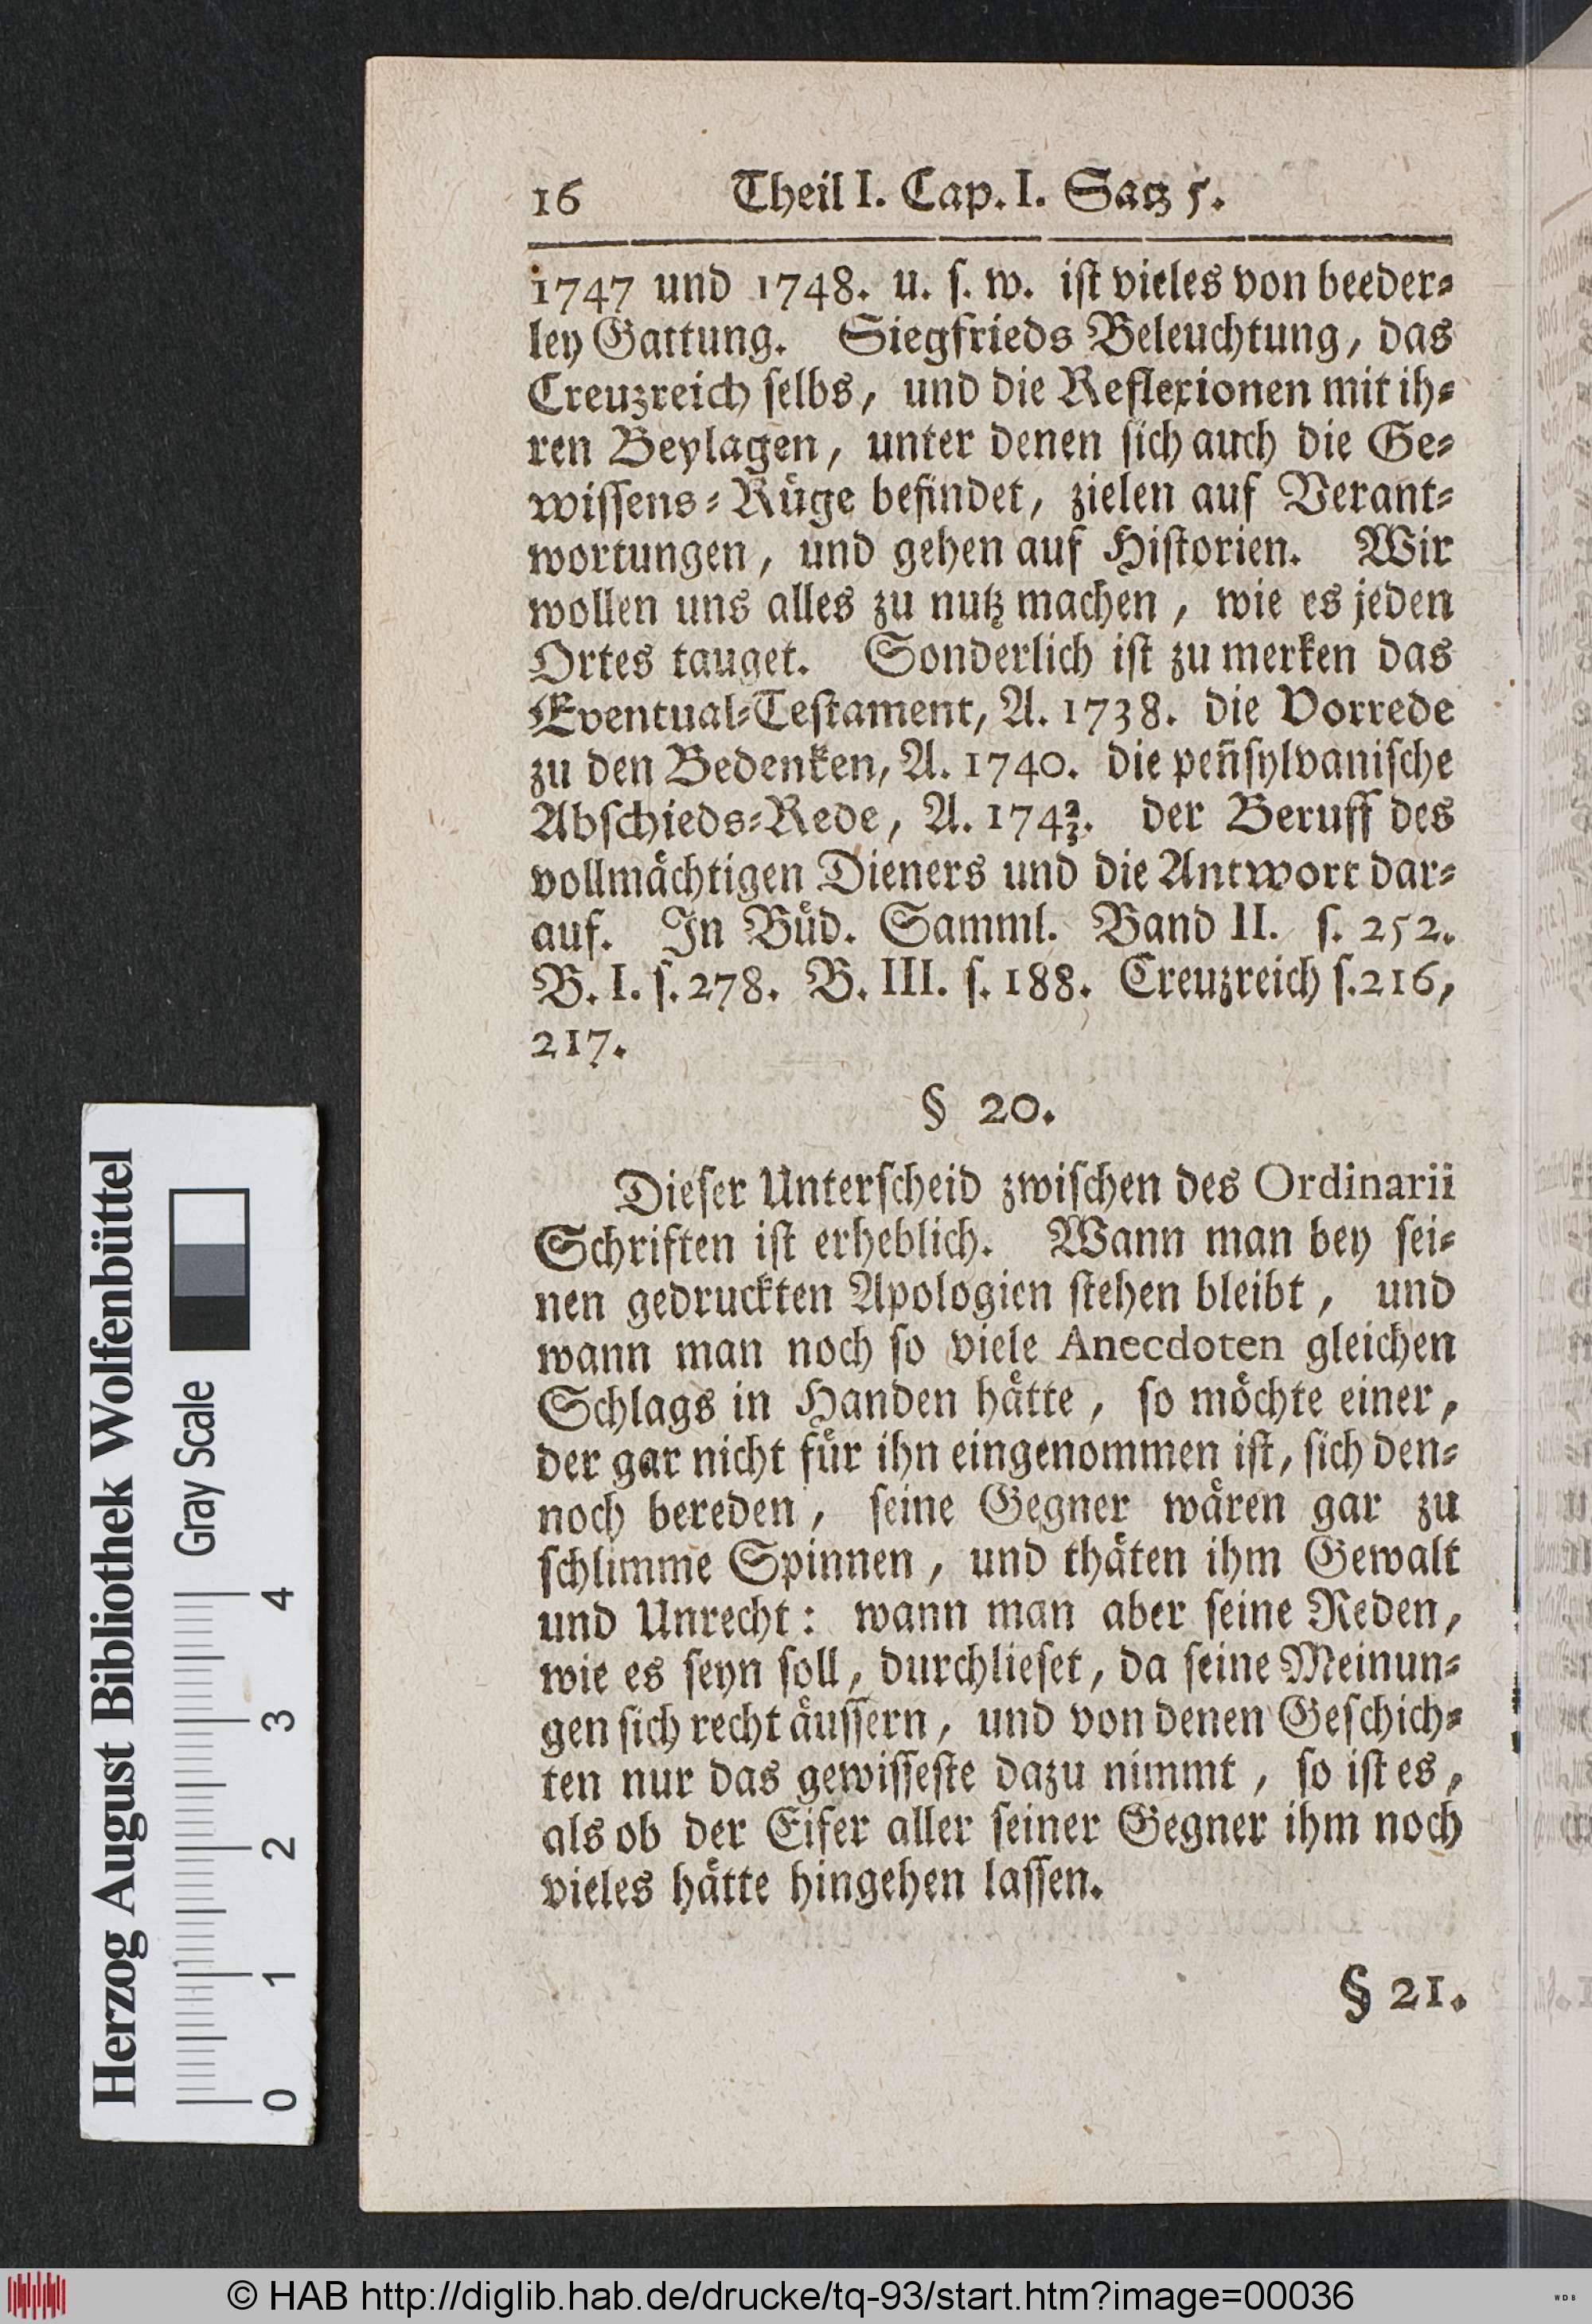 16 Theil I. Cap. I. Satz 5.
1747 und 1748. u. ſ. w. iſt vieles von beeder⸗
ley Gattung. Siegfrieds Beleuchtung, das
Creuzreich ſelbs, und die Reflexionen mit ih⸗
ren Beylagen, unter denen ſich auch die Ge⸗
wiſſens⸗Rüge befindet, zielen auf Verant⸗
wortungen, und gehen auf Hiſtorien. Wir
wollen uns alles zu nutz machen, wie es jeden
Ortes tauget. Sonderlich iſt zu merken das
Eventual⸗Teſtament, A. 1738. die Vorrede
zu den Bedenken, A. 1740. die peñſylvaniſche
Abſchieds⸗Rede, A. 174⅔. der Beruff des
vollmächtigen Dieners und die Antwort dar⸗
auf. In Büd. Samml. Band II. ſ. 252.
B. I. ſ. 278. B. III. ſ. 188. Creuzreich ſ. 216,
217.
§ 20.
Dieſer Unterſcheid zwiſchen des Ordinarii
Schriften iſt erheblich. Wann man bey ſei⸗
nen gedruckten Apologien ſtehen bleibt, und
wann man noch ſo viele Anecdoten gleichen
Schlags in Handen hätte, ſo möchte einer,
der gar nicht für ihn eingenommen iſt, ſich den⸗
noch bereden, ſeine Gegner wären gar zu
ſchlimme Spinnen, und thäten ihm Gewalt
und Unrecht: wann man aber ſeine Reden,
wie es ſeyn ſoll, durchlieſet, da ſeine Meinun⸗
gen ſich recht äuſſern, und von denen Geſchich⸗
ten nur das gewiſſeſte dazu nimmt, ſo iſt es,
als ob der Eifer aller ſeiner Gegner ihm noch
vieles hätte hingehen laſſen.
§ 21.
Herzog August Bibliothek Wolfenbüttel
Gray Scale
0 1 2 3 4
© HAB http://diglib.hab.de/drucke/tq-93/start.htm?image=00036
WDB